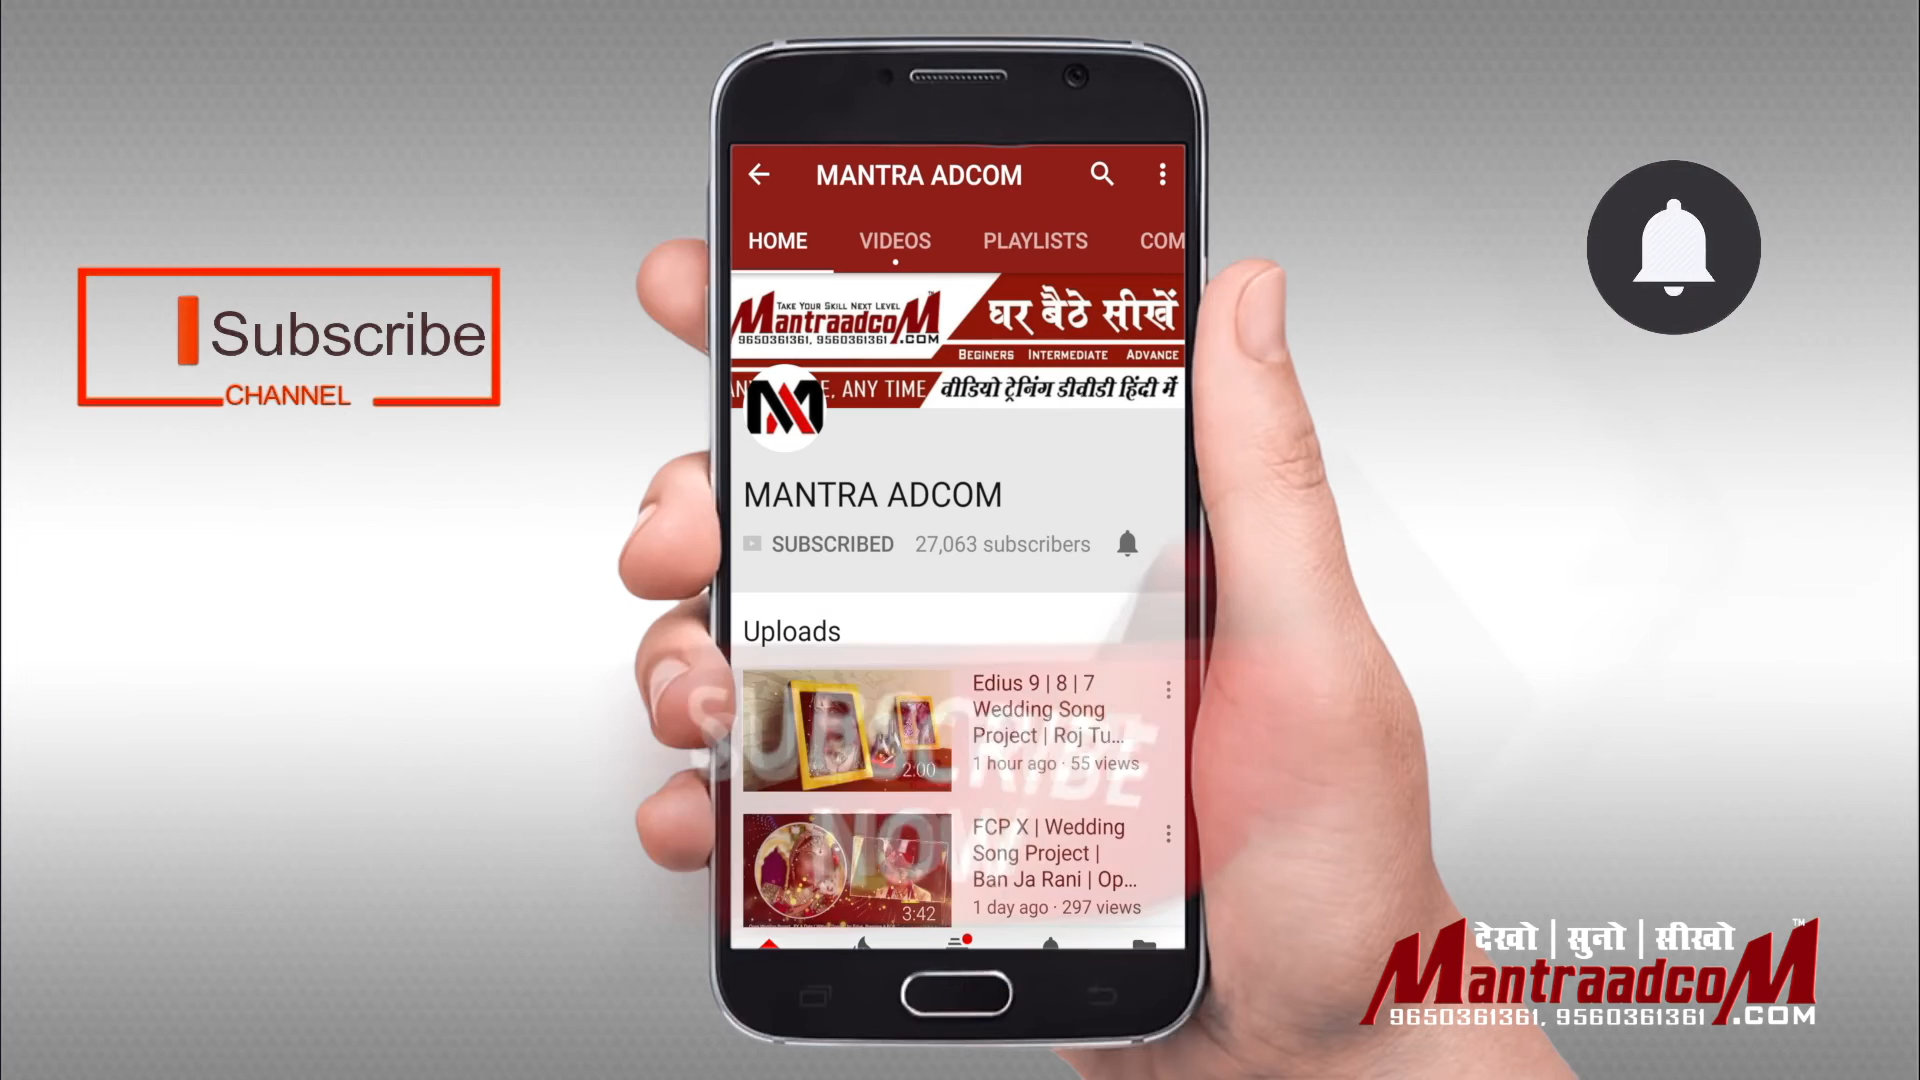 MANTRA ADCOM
HOME VIDEOS PLAYLISTS COM
TAKE YOUR SKILL NEXT LEVEL
MantraadcoM
9650361361, 9560361361 .COM
घर बैठे सीखें
BEGINERS INTERMEDIATE ADVANCE
E, ANY TIME
वीडियो ट्रेनिंग डीवीडी हिंदी में
Subscribe
CHANNEL
MANTRA ADCOM
SUBSCRIBED 27,063 subscribers
Uploads
Edius 9 | 8 | 7
Wedding Song
Project | Roj Tu...
1 hour ago · 55 views
2:00
SUBSCRIBE
NOW
FCP X | Wedding
Song Project |
Ban Ja Rani | Op...
1 day ago · 297 views
3:42
देखो | सुनो | सीखो
MantraadcoM™
9650361361, 9560361361 .COM